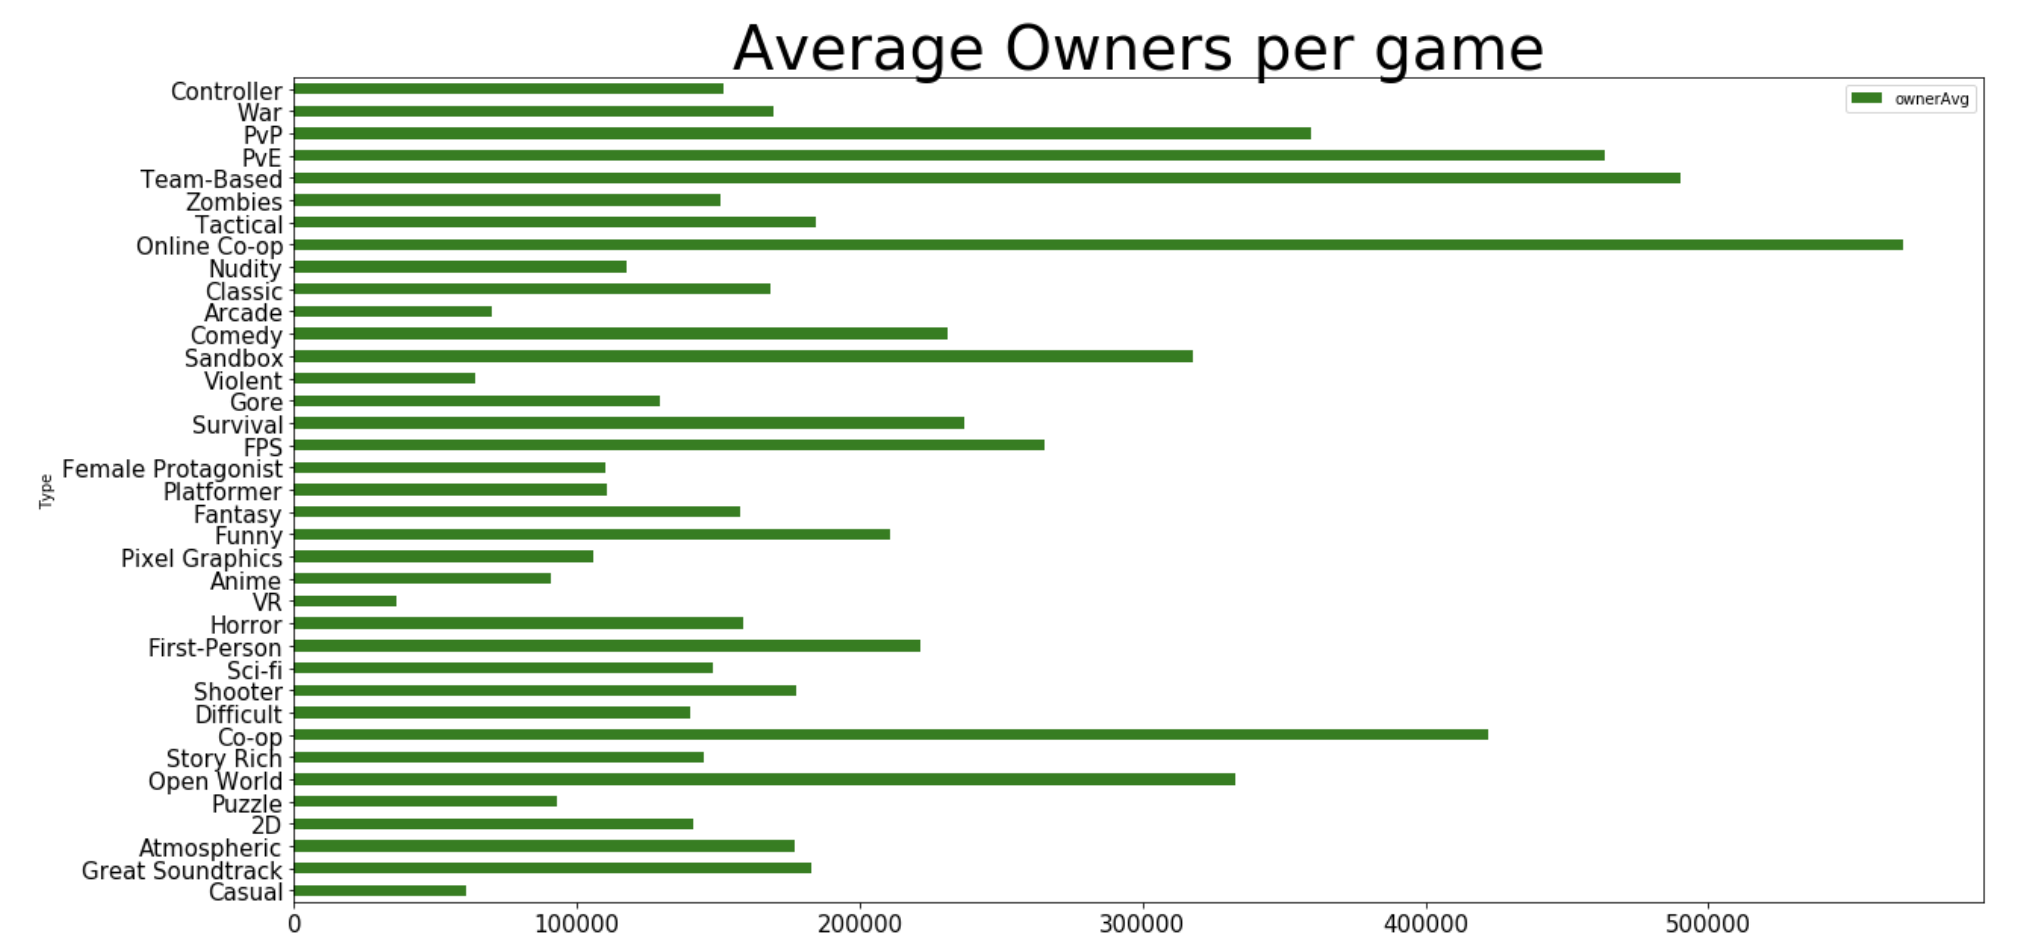 Average Owners per game
ownerAvg
Controller
War
PvP
PvE
Team-Based
Zombies
Tactical
Online Co-op
Nudity
Classic
Arcade
Comedy
Sandbox
Violent
Gore
Survival
FPS
Female Protagonist
Platformer
Fantasy
Funny
Pixel Graphics
Anime
VR
Horror
First-Person
Sci-fi
Shooter
Difficult
Co-op
Story Rich
Open World
Puzzle
2D
Atmospheric
Great Soundtrack
Casual
Type
0 100000 200000 300000 400000 500000